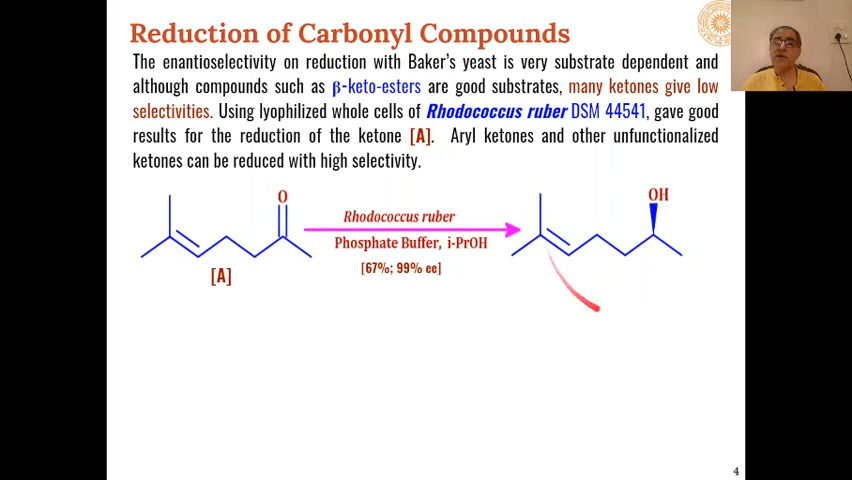 Reduction of Carbonyl Compounds
The enantioselectivity on reduction with Baker's yeast is very substrate dependent and
although compounds such as β-keto-esters are good substrates, many ketones give low
selectivities. Using lyophilized whole cells of Rhodococcus ruber DSM 44541, gave good
results for the reduction of the ketone [A]. Aryl ketones and other unfunctionalized
ketones can be reduced with high selectivity.
O
OH
Rhodococcus ruber
Phosphate Buffer, i-PrOH
[67%; 99% ee]
[A]
4